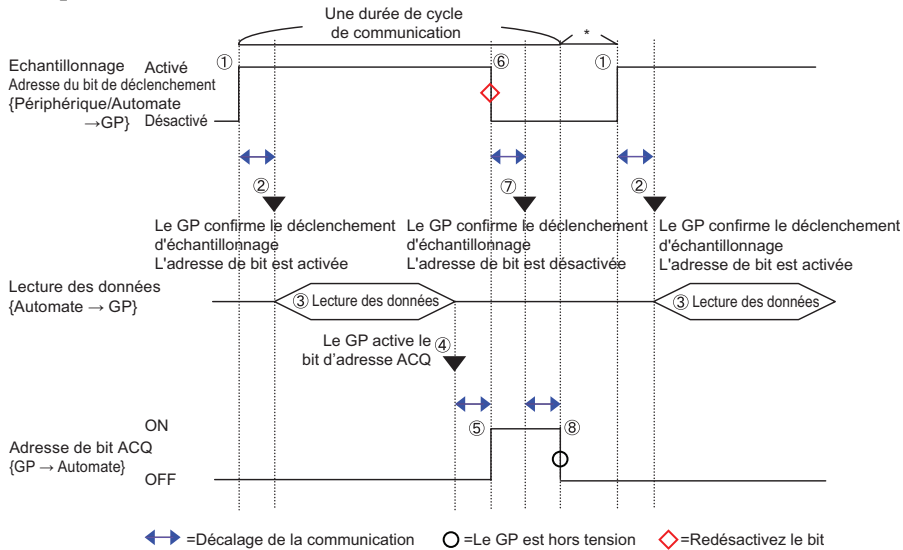 Une durée de cycle
de communication
*
Echantillonnage Activé ① ⑥ ①
Adresse du bit de déclenchement
{Périphérique/Automate
→GP} Désactivé
② ⑦ ②
Le GP confirme le déclenchement
d'échantillonnage
L'adresse de bit est activée
Le GP confirme le déclenchement
d'échantillonnage
L'adresse de bit est désactivée
Le GP confirme le déclenchement
d'échantillonnage
L'adresse de bit est activée
Lecture des données
{Automate → GP}
③ Lecture des données
③ Lecture des données
Le GP active le ④
bit d'adresse ACQ
ON
⑤ ⑧
Adresse de bit ACQ
{GP → Automate}
OFF
=Décalage de la communication =Le GP est hors tension =Redésactivez le bit